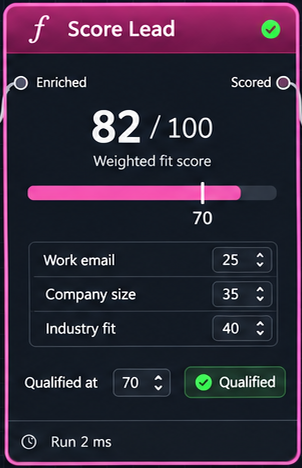 f Score Lead
Enriched Scored
82 / 100
Weighted fit score
70
Work email 25
Company size 35
Industry fit 40
Qualified at 70 Qualified
Run 2 ms